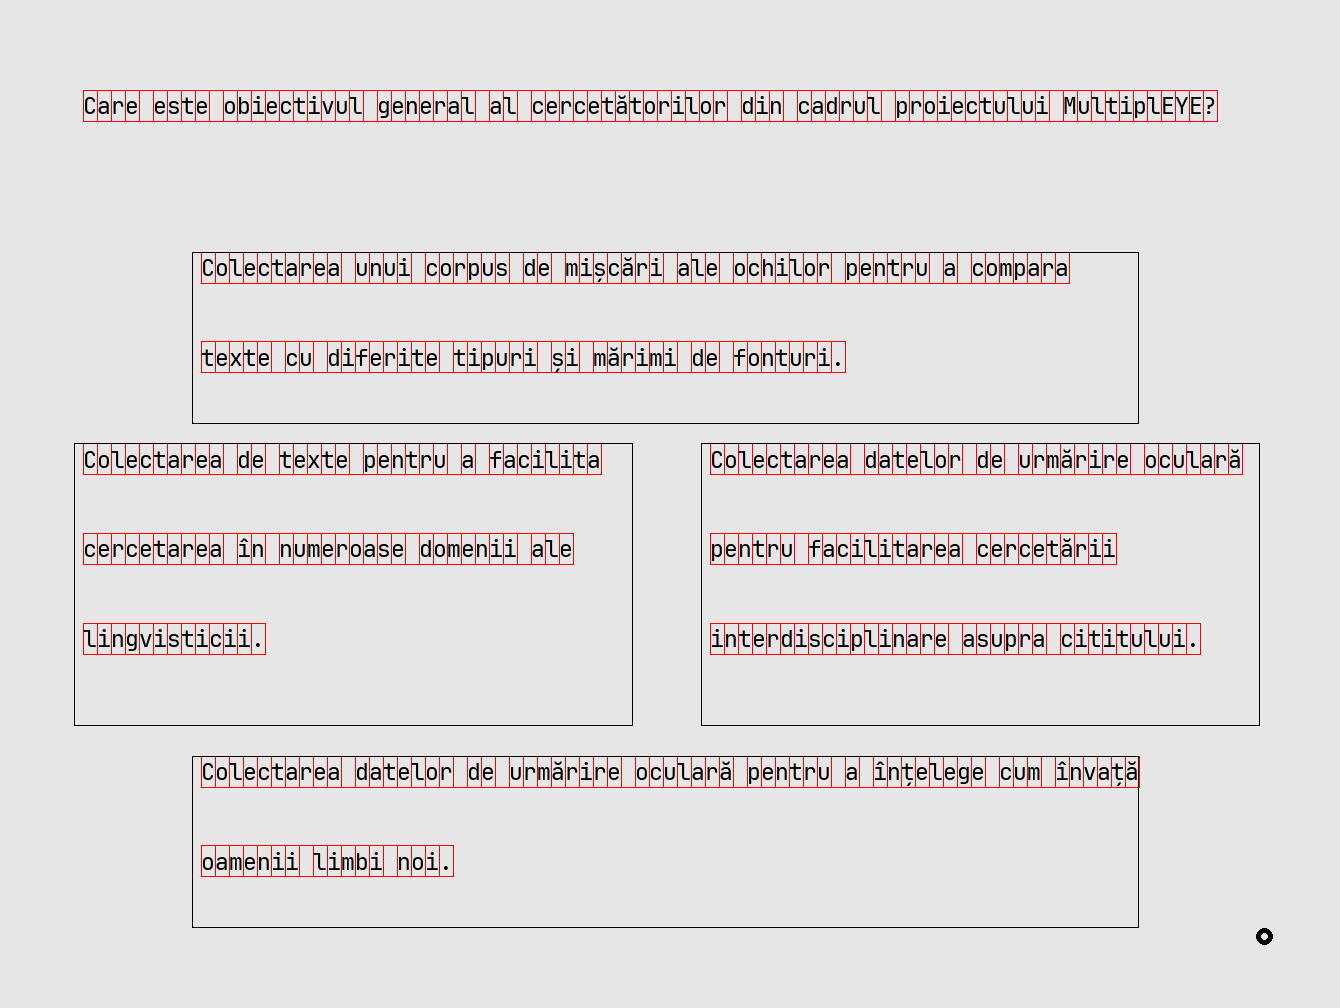 Care este obiectivul general al cercetătorilor din cadrul proiectului MultiplEYE?
Colectarea unui corpus de mișcări ale ochilor pentru a compara
texte cu diferite tipuri și mărimi de fonturi.
Colectarea de texte pentru a facilita
cercetarea în numeroase domenii ale
lingvisticii.
Colectarea datelor de urmărire oculară
pentru facilitarea cercetării
interdisciplinare asupra cititului.
Colectarea datelor de urmărire oculară pentru a înțelege cum învață
oamenii limbi noi.